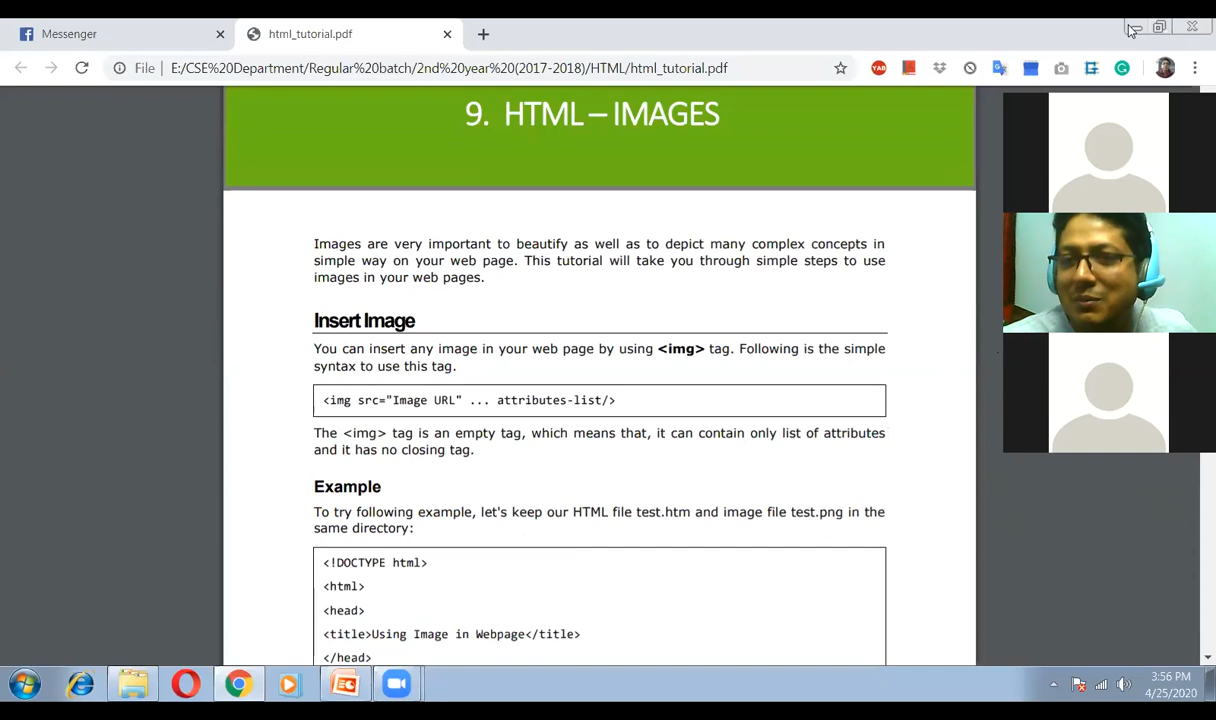 Messenger
html_tutorial.pdf
File | E:/CSE%20Department/Regular%20batch/2nd%20year%20(2017-2018)/HTML/html_tutorial.pdf
YAB
9. HTML – IMAGES
Images are very important to beautify as well as to depict many complex concepts in
simple way on your web page. This tutorial will take you through simple steps to use
images in your web pages.
Insert Image
You can insert any image in your web page by using <img> tag. Following is the simple
syntax to use this tag.
<img src="Image URL" ... attributes-list/>
The <img> tag is an empty tag, which means that, it can contain only list of attributes
and it has no closing tag.
Example
To try following example, let's keep our HTML file test.htm and image file test.png in the
same directory:
<!DOCTYPE html>
<html>
<head>
<title>Using Image in Webpage</title>
</head>
3:56 PM
4/25/2020